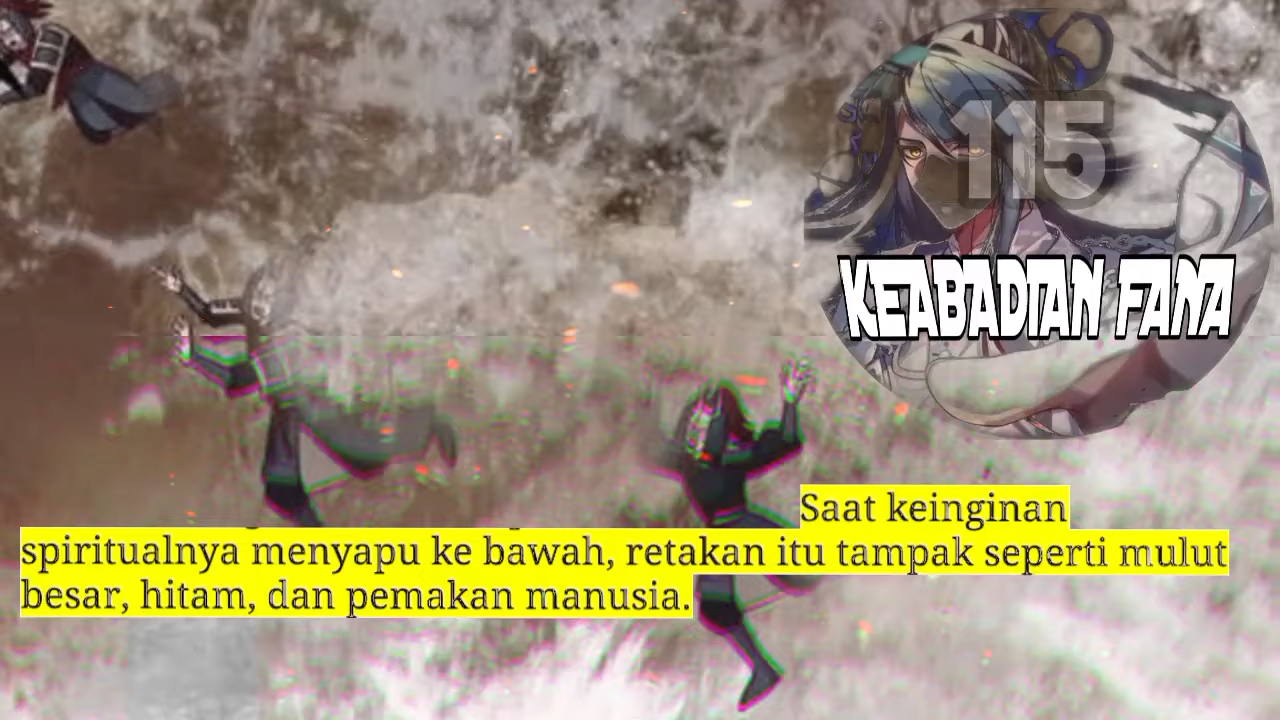 115
KEABADIAN FANA
Saat keinginan
spiritualnya menyapu ke bawah, retakan itu tampak seperti mulut
besar, hitam, dan pemakan manusia.